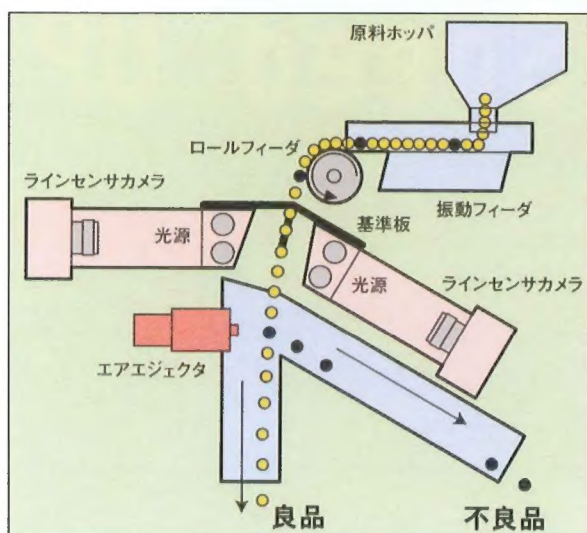 原料ホッパ
ロールフィーダ
ラインセンサカメラ
振動フィーダ
基準板
光源
光源
ラインセンサカメラ
エアエジェクタ
良品
不良品